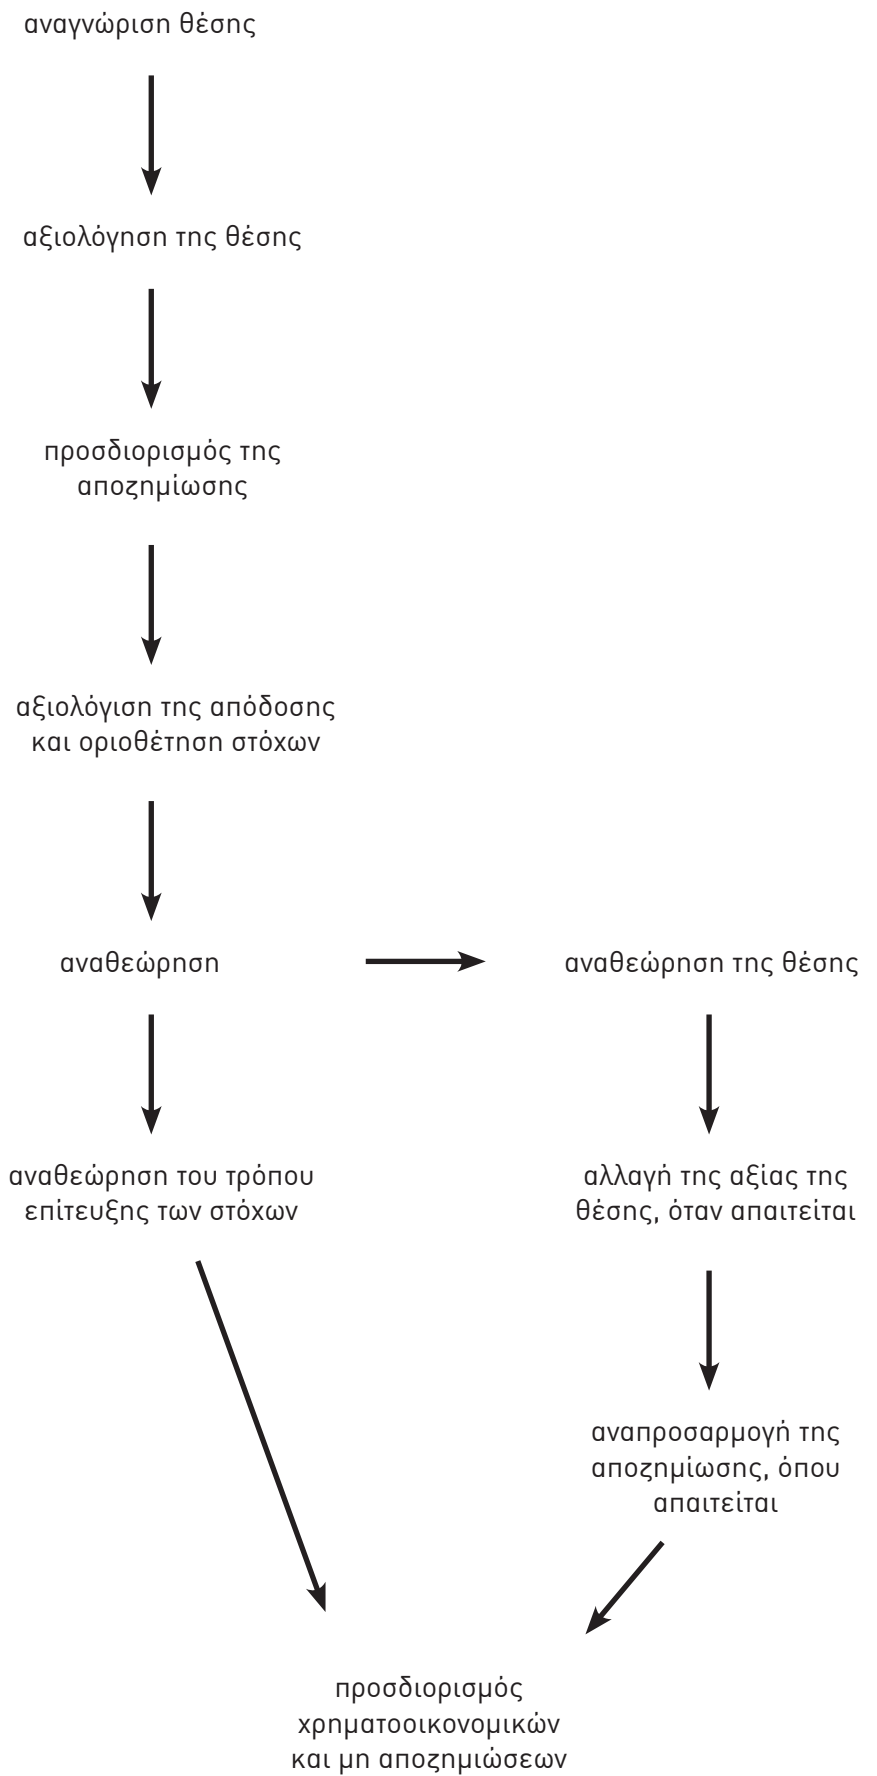 αναγνώριση θέσης
αξιολόγηση της θέσης
προσδιορισμός της
αποζημίωσης
αξιολόγιση της απόδοσης
και οριοθέτηση στόχων
αναθεώρηση
αναθεώρηση της θέσης
αναθεώρηση του τρόπου
επίτευξης των στόχων
αλλαγή της αξίας της
θέσης, όταν απαιτείται
αναπροσαρμογή της
αποζημίωσης, όπου
απαιτείται
προσδιορισμός
χρηματοοικονομικών
και μη αποζημιώσεων